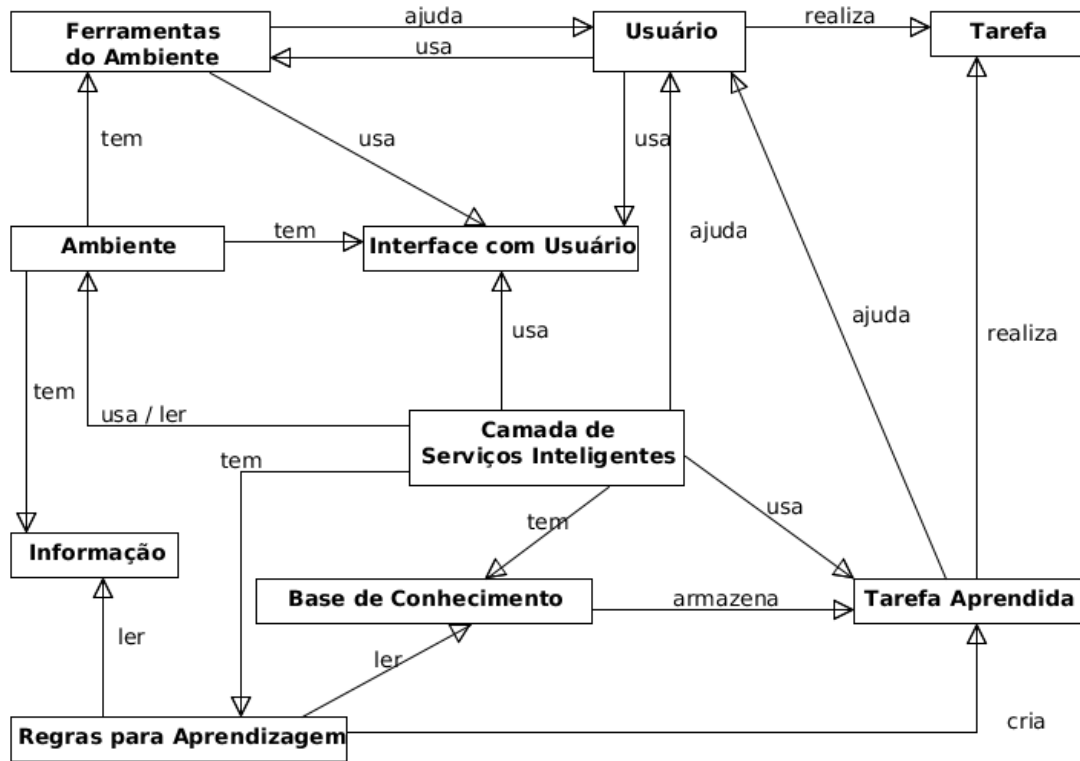 ajuda
realiza
Ferramentas
do Ambiente
Usuário
Tarefa
usa
tem
usa
usa
Ambiente
tem
Interface com Usuário
ajuda
ajuda
usa
realiza
tem
usa / ler
Camada de
Serviços Inteligentes
tem
usa
tem
Informação
Base de Conhecimento
armazena
Tarefa Aprendida
ler
ler
Regras para Aprendizagem
cria